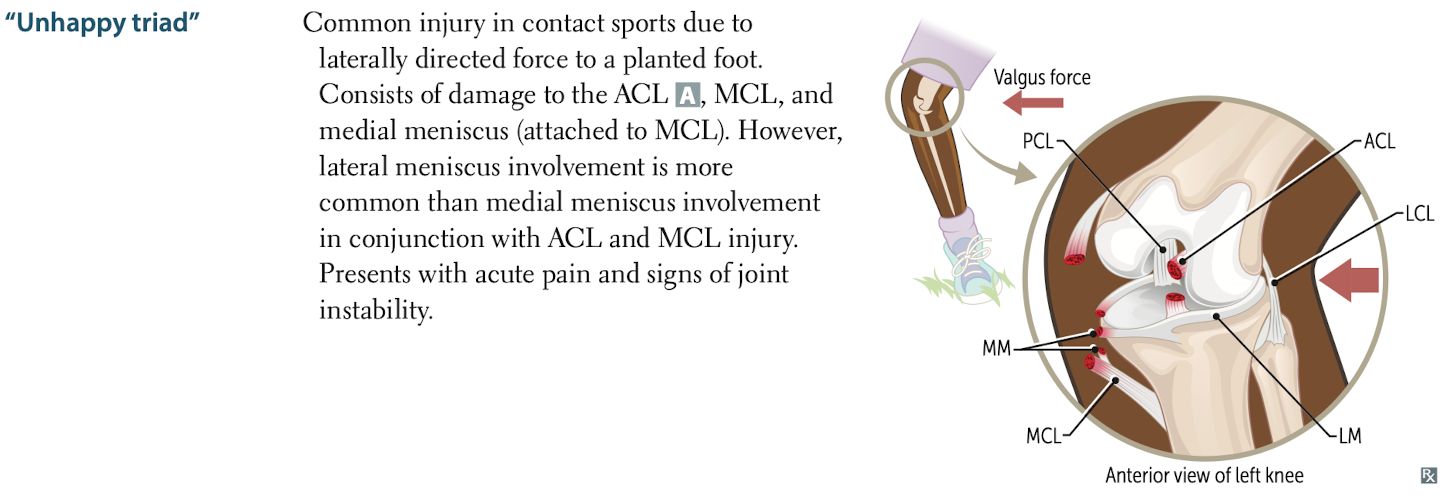 “Unhappy triad”
Common injury in contact sports due to
laterally directed force to a planted foot.
Consists of damage to the ACL A, MCL, and
medial meniscus (attached to MCL). However,
lateral meniscus involvement is more
common than medial meniscus involvement
in conjunction with ACL and MCL injury.
Presents with acute pain and signs of joint
instability.
Valgus force
PCL
ACL
LCL
MM
MCL
LM
Anterior view of left knee
Rx